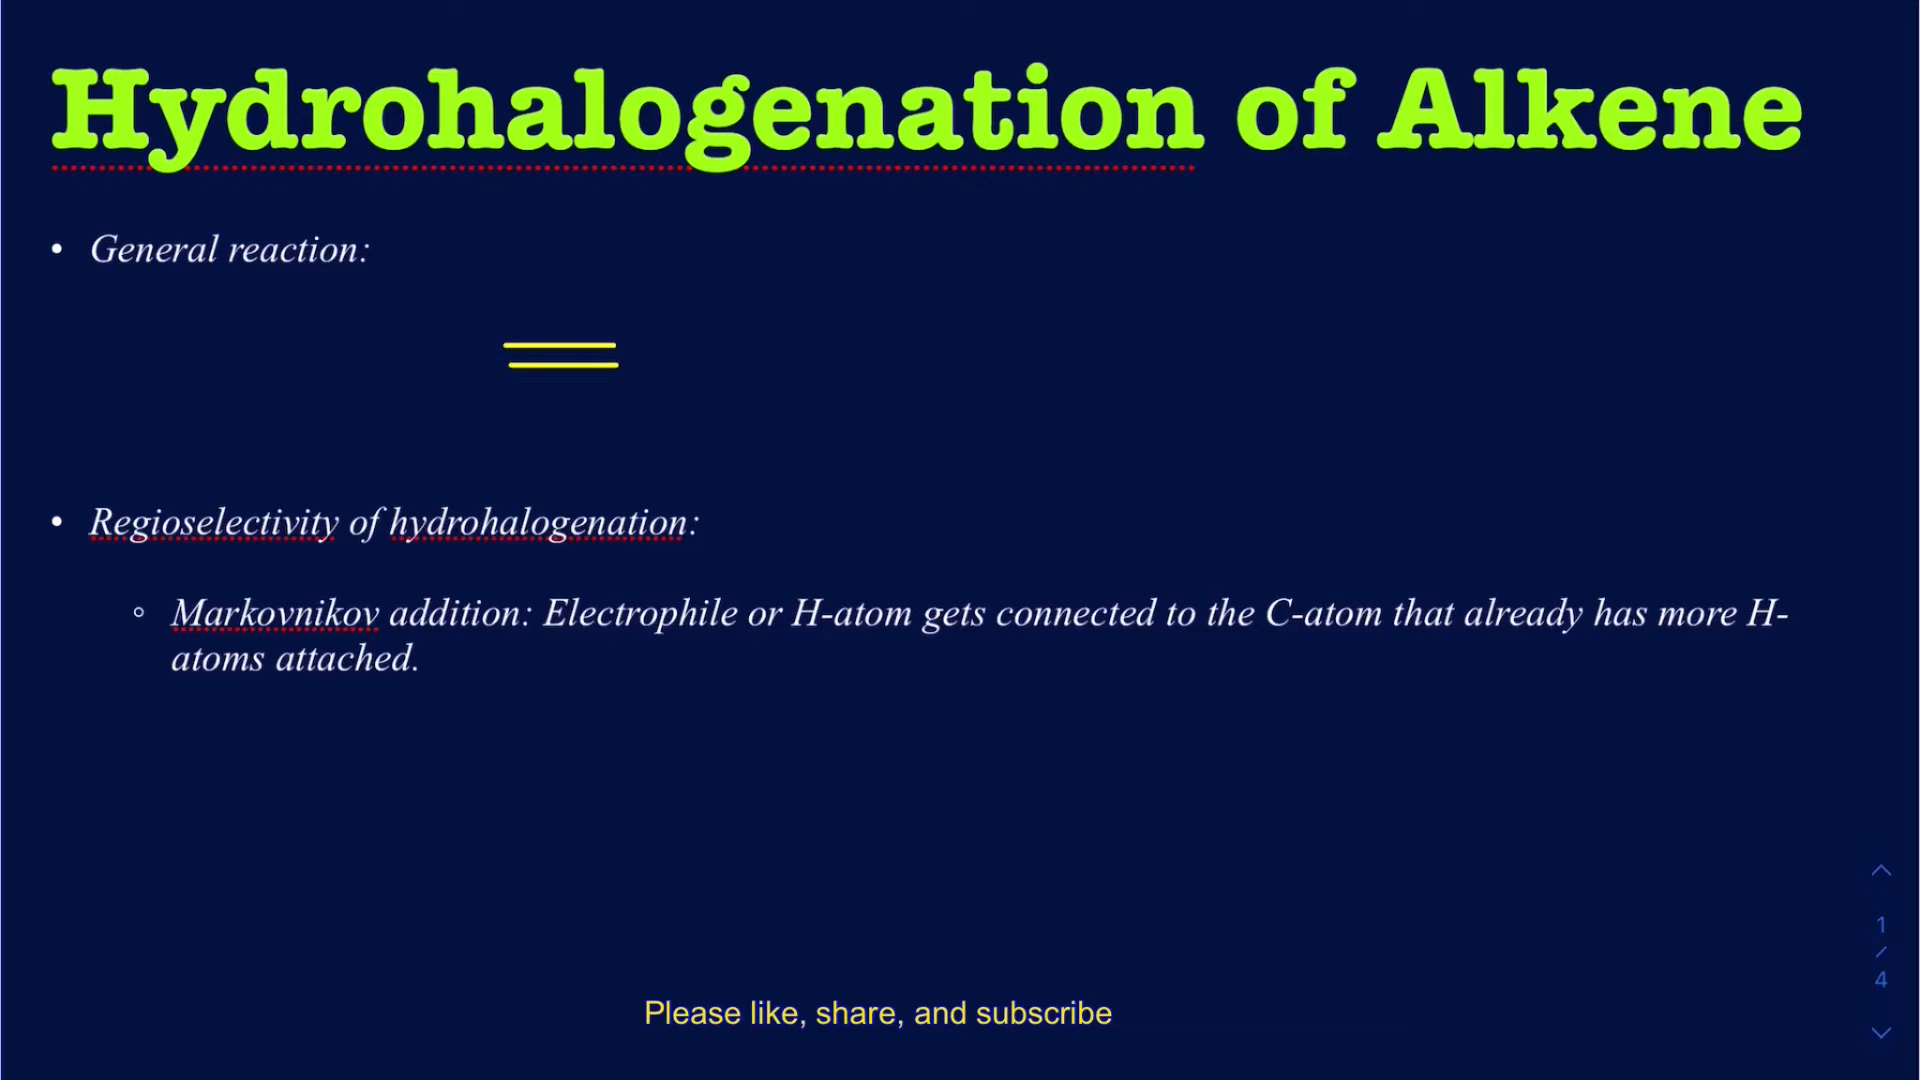 Hydrohalogenation of Alkene
• General reaction:
• Regioselectivity of hydrohalogenation:
◦ Markovnikov addition: Electrophile or H-atom gets connected to the C-atom that already has more H-
atoms attached.
1
/
4
Please like, share, and subscribe